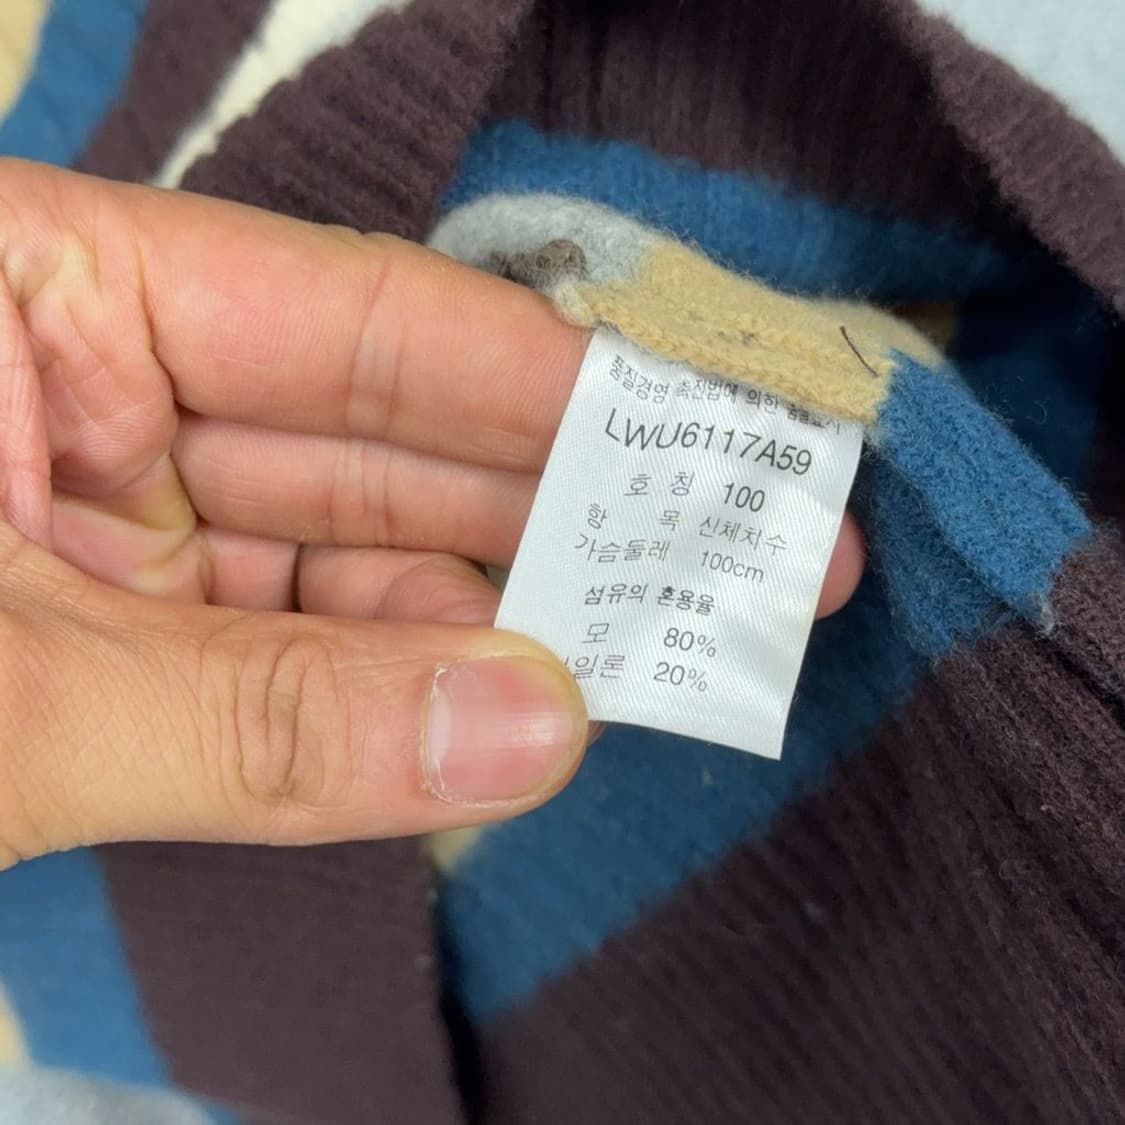 품질경영 촉진법에 의한 품질표시
LWU6117A59
호 칭 100
항 목 신체치수
가슴둘레 100cm
섬유의 혼용율
모 80%
일론 20%